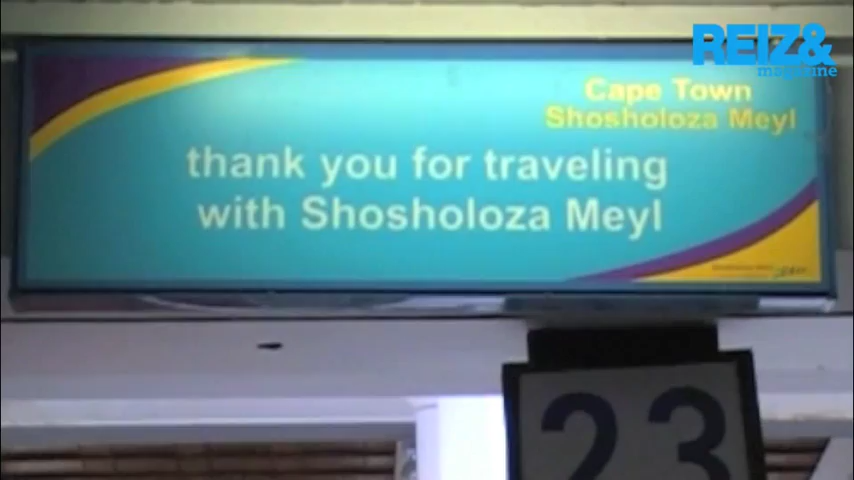 REIZ&
magazine
Cape Town
Shosholoza Meyl
thank you for traveling
with Shosholoza Meyl
23